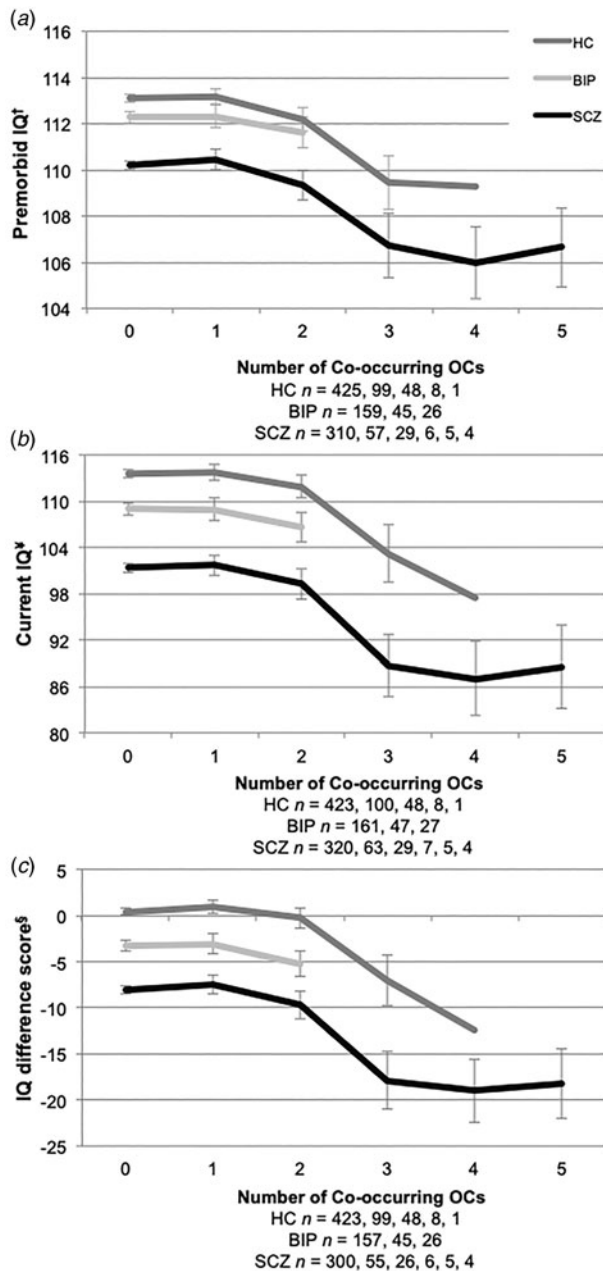 (a)
116
114
112
110
108
106
104
Premorbid IQ†
HC
BIP
SCZ
0 1 2 3 4 5
Number of Co-occurring OCs
HC n = 425, 99, 48, 8, 1
BIP n = 159, 45, 26
SCZ n = 310, 57, 29, 6, 5, 4
(b)
116
110
104
98
92
86
80
Current IQ¥
0 1 2 3 4 5
Number of Co-occurring OCs
HC n = 423, 100, 48, 8, 1
BIP n = 161, 47, 27
SCZ n = 320, 63, 29, 7, 5, 4
(c)
5
0
-5
-10
-15
-20
-25
IQ difference score§
0 1 2 3 4 5
Number of Co-occurring OCs
HC n = 423, 99, 48, 8, 1
BIP n = 157, 45, 26
SCZ n = 300, 55, 26, 6, 5, 4